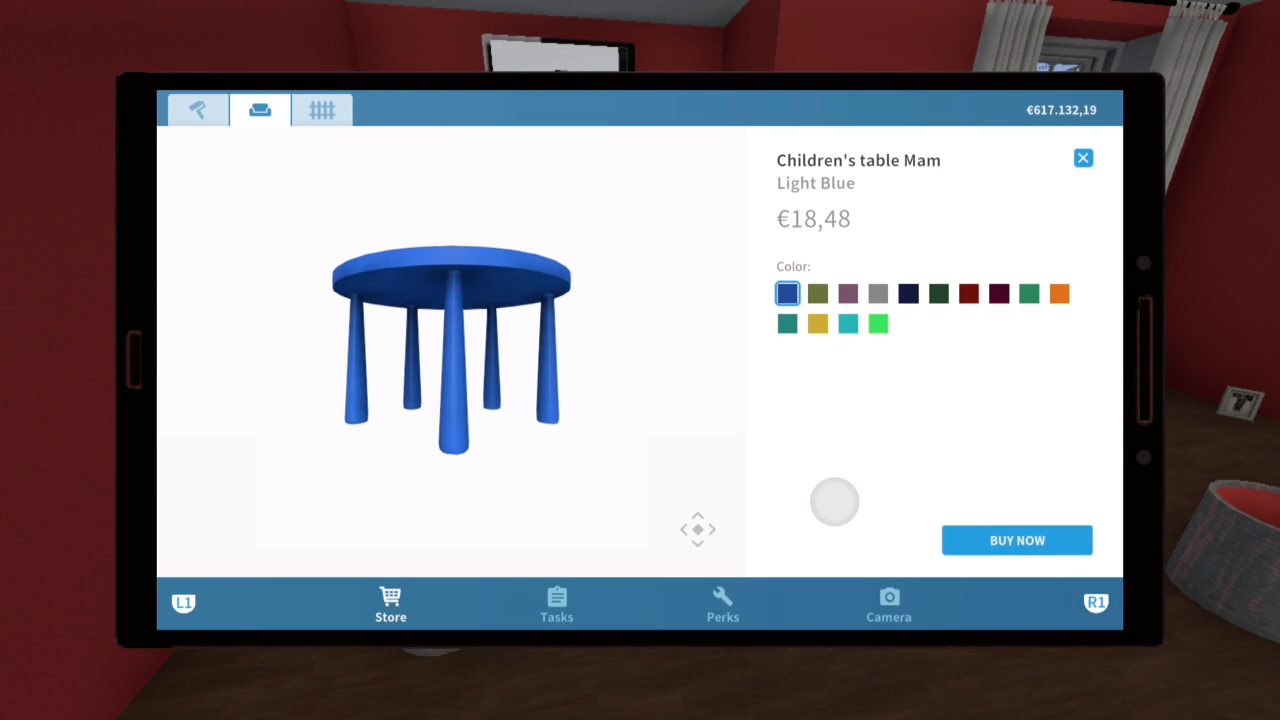 €617.132,19
Children's table Mam
Light Blue
€18,48
Color:
BUY NOW
L1
Store
Tasks
Perks
Camera
R1